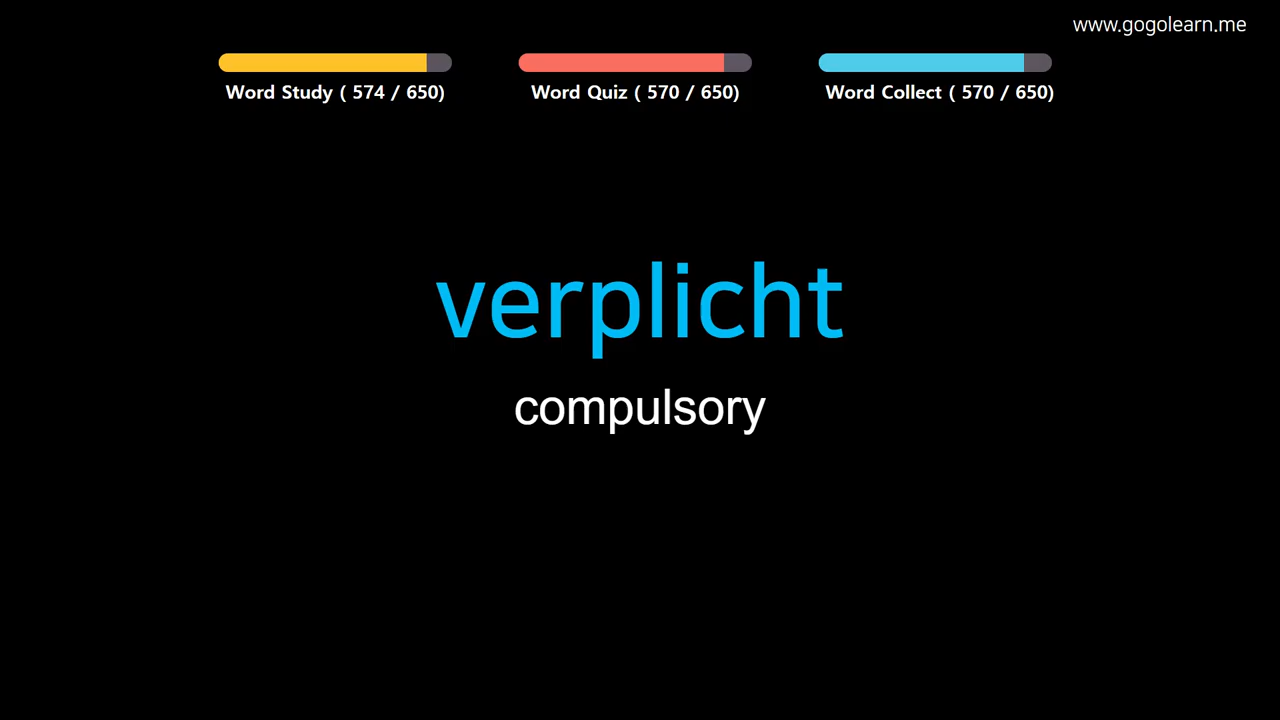 www.gogolearn.me
Word Study ( 574 / 650)
Word Quiz ( 570 / 650)
Word Collect ( 570 / 650)
verplicht
compulsory